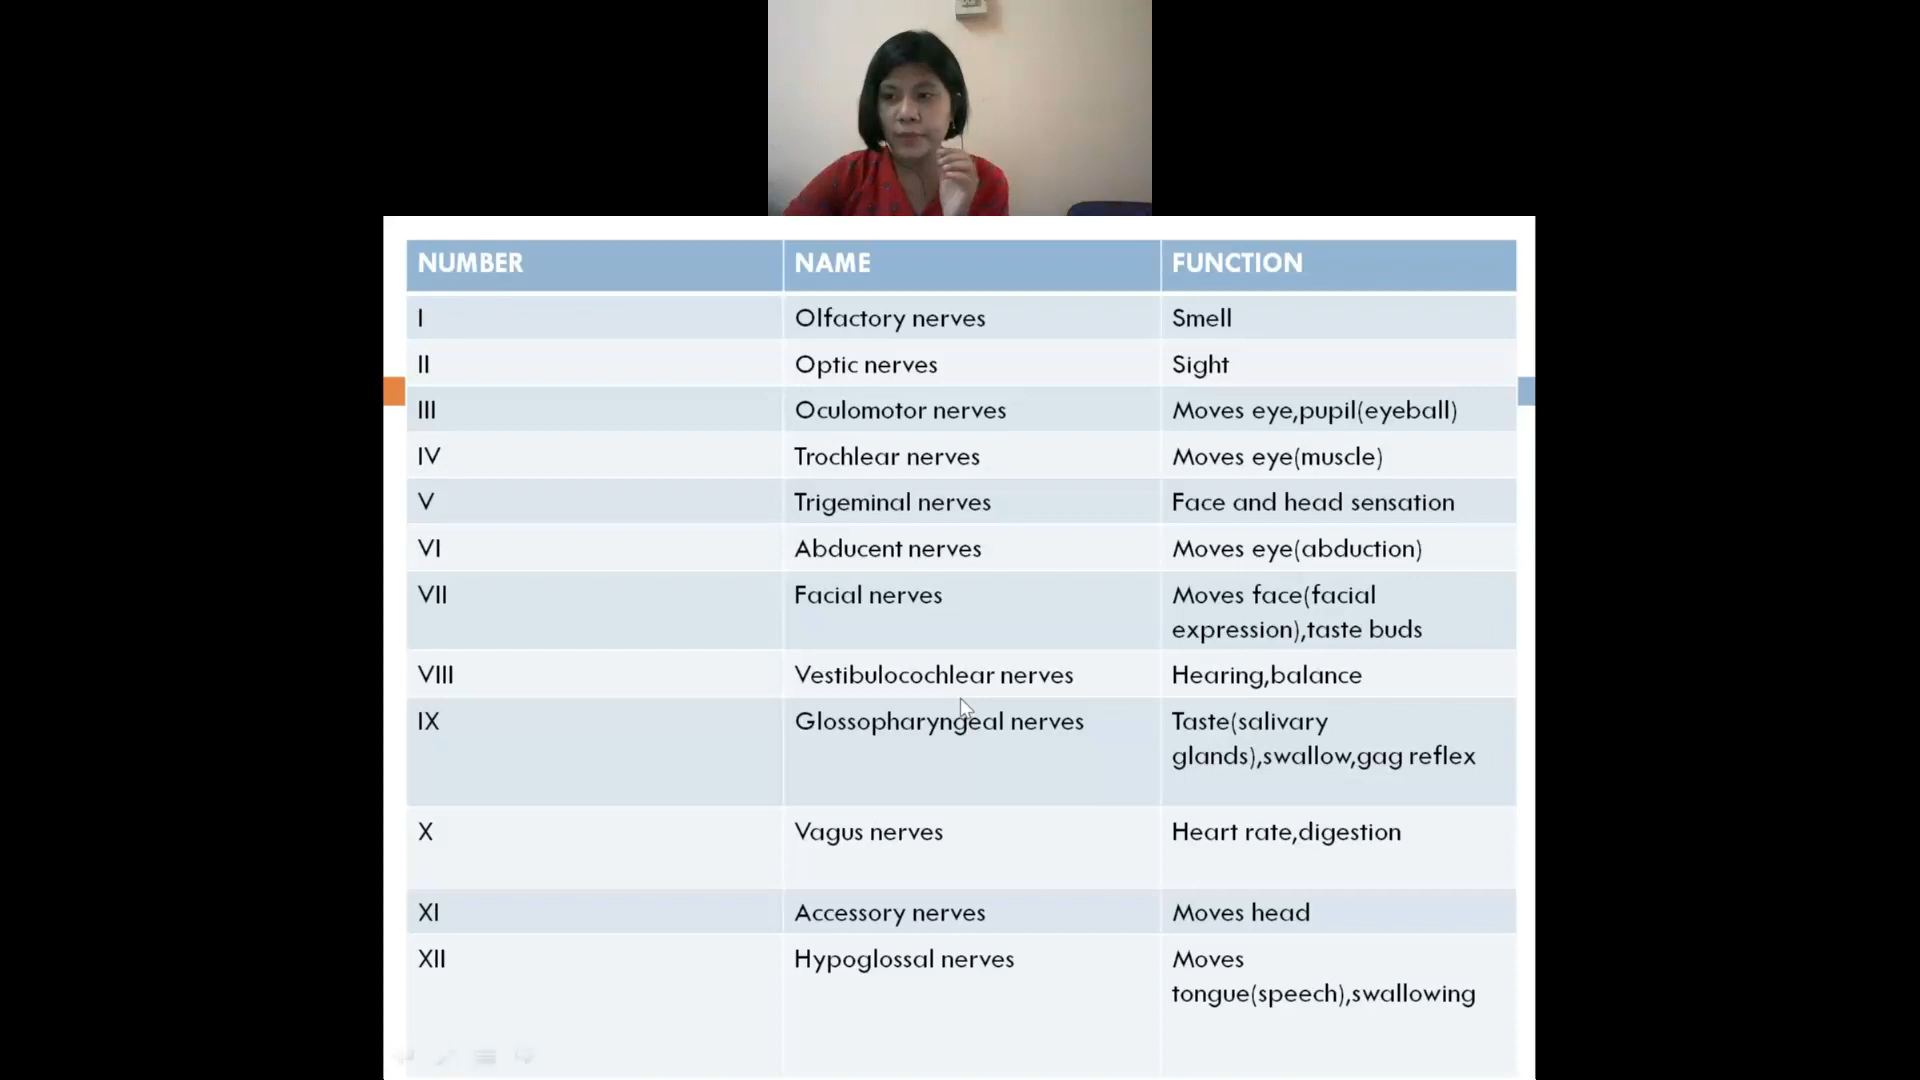 NUMBER NAME FUNCTION
I Olfactory nerves Smell
II Optic nerves Sight
III Oculomotor nerves Moves eye,pupil(eyeball)
IV Trochlear nerves Moves eye(muscle)
V Trigeminal nerves Face and head sensation
VI Abducent nerves Moves eye(abduction)
VII Facial nerves Moves face(facial
expression),taste buds
VIII Vestibulocochlear nerves Hearing,balance
IX Glossopharyngeal nerves Taste(salivary
glands),swallow,gag reflex
X Vagus nerves Heart rate,digestion
XI Accessory nerves Moves head
XII Hypoglossal nerves Moves
tongue(speech),swallowing